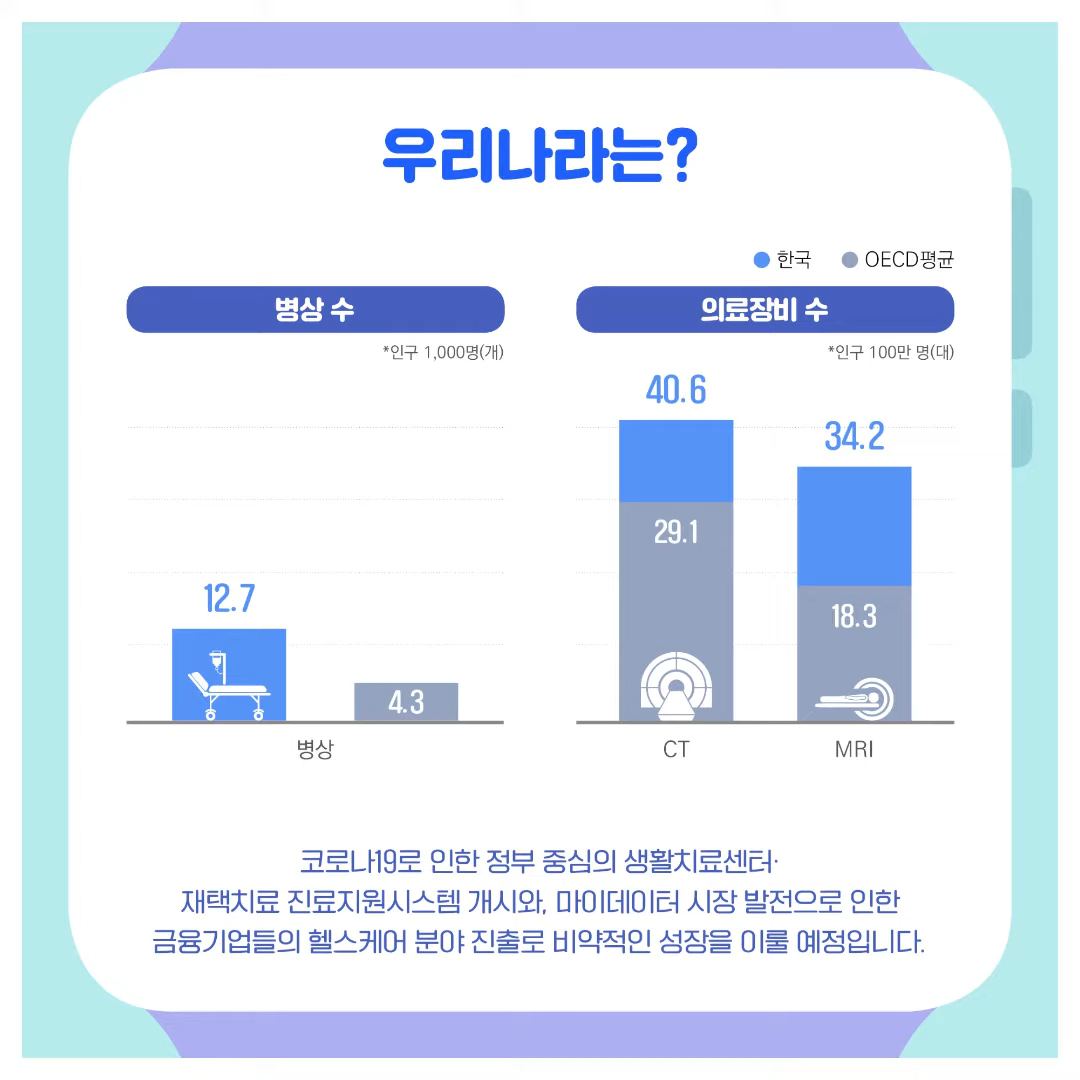 우리나라는?
한국
OECD평균
병상 수
*인구 1,000명(개)
12.7
4.3
병상
의료장비 수
*인구 100만 명(대)
40.6
29.1
34.2
18.3
CT
MRI
코로나19로 인한 정부 중심의 생활치료센터·
재택치료 진료지원시스템 개시와, 마이데이터 시장 발전으로 인한
금융기업들의 헬스케어 분야 진출로 비약적인 성장을 이룰 예정입니다.